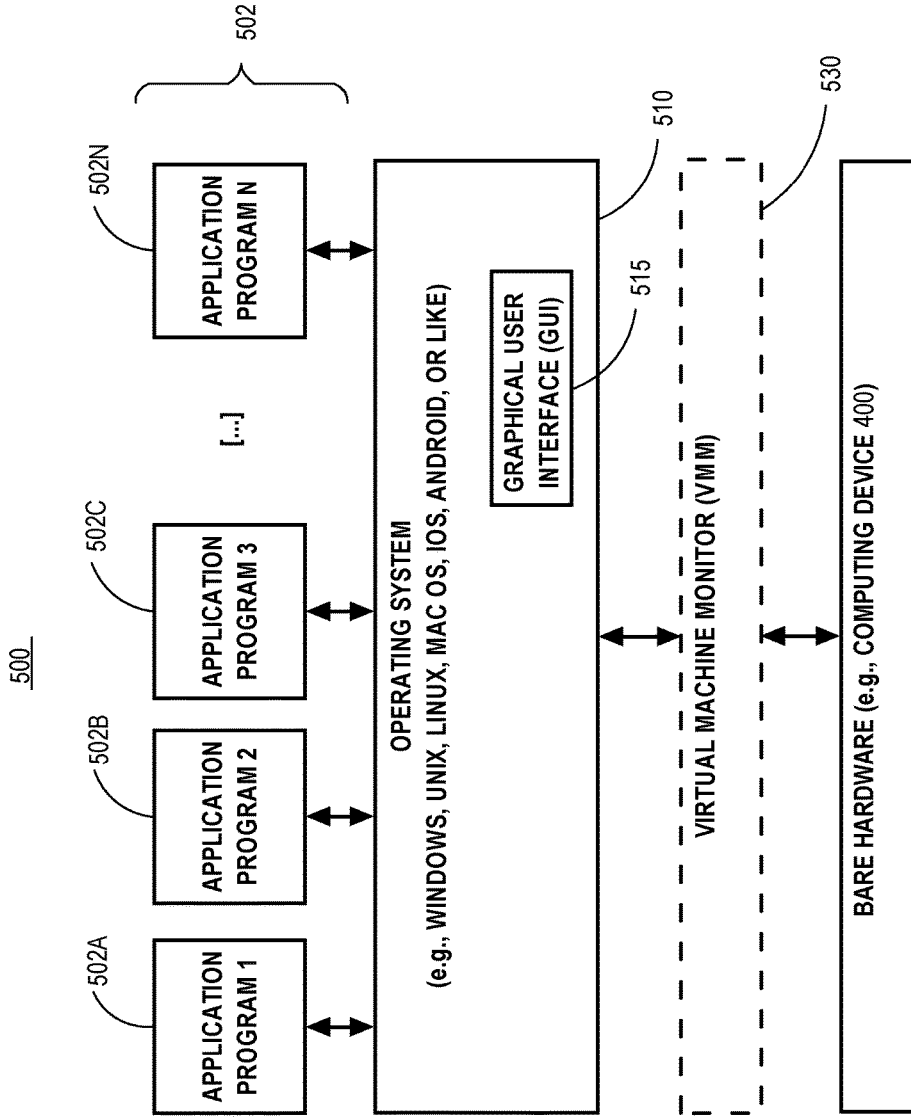 500
502A
502B
502C
502N
502
APPLICATION
PROGRAM 1
APPLICATION
PROGRAM 2
APPLICATION
PROGRAM 3
[...]
APPLICATION
PROGRAM N
OPERATING SYSTEM
(e.g., WINDOWS, UNIX, LINUX, MAC OS, IOS, ANDROID, OR LIKE)
GRAPHICAL USER
INTERFACE (GUI)
515
510
VIRTUAL MACHINE MONITOR (VMM)
530
BARE HARDWARE (e.g., COMPUTING DEVICE 400)